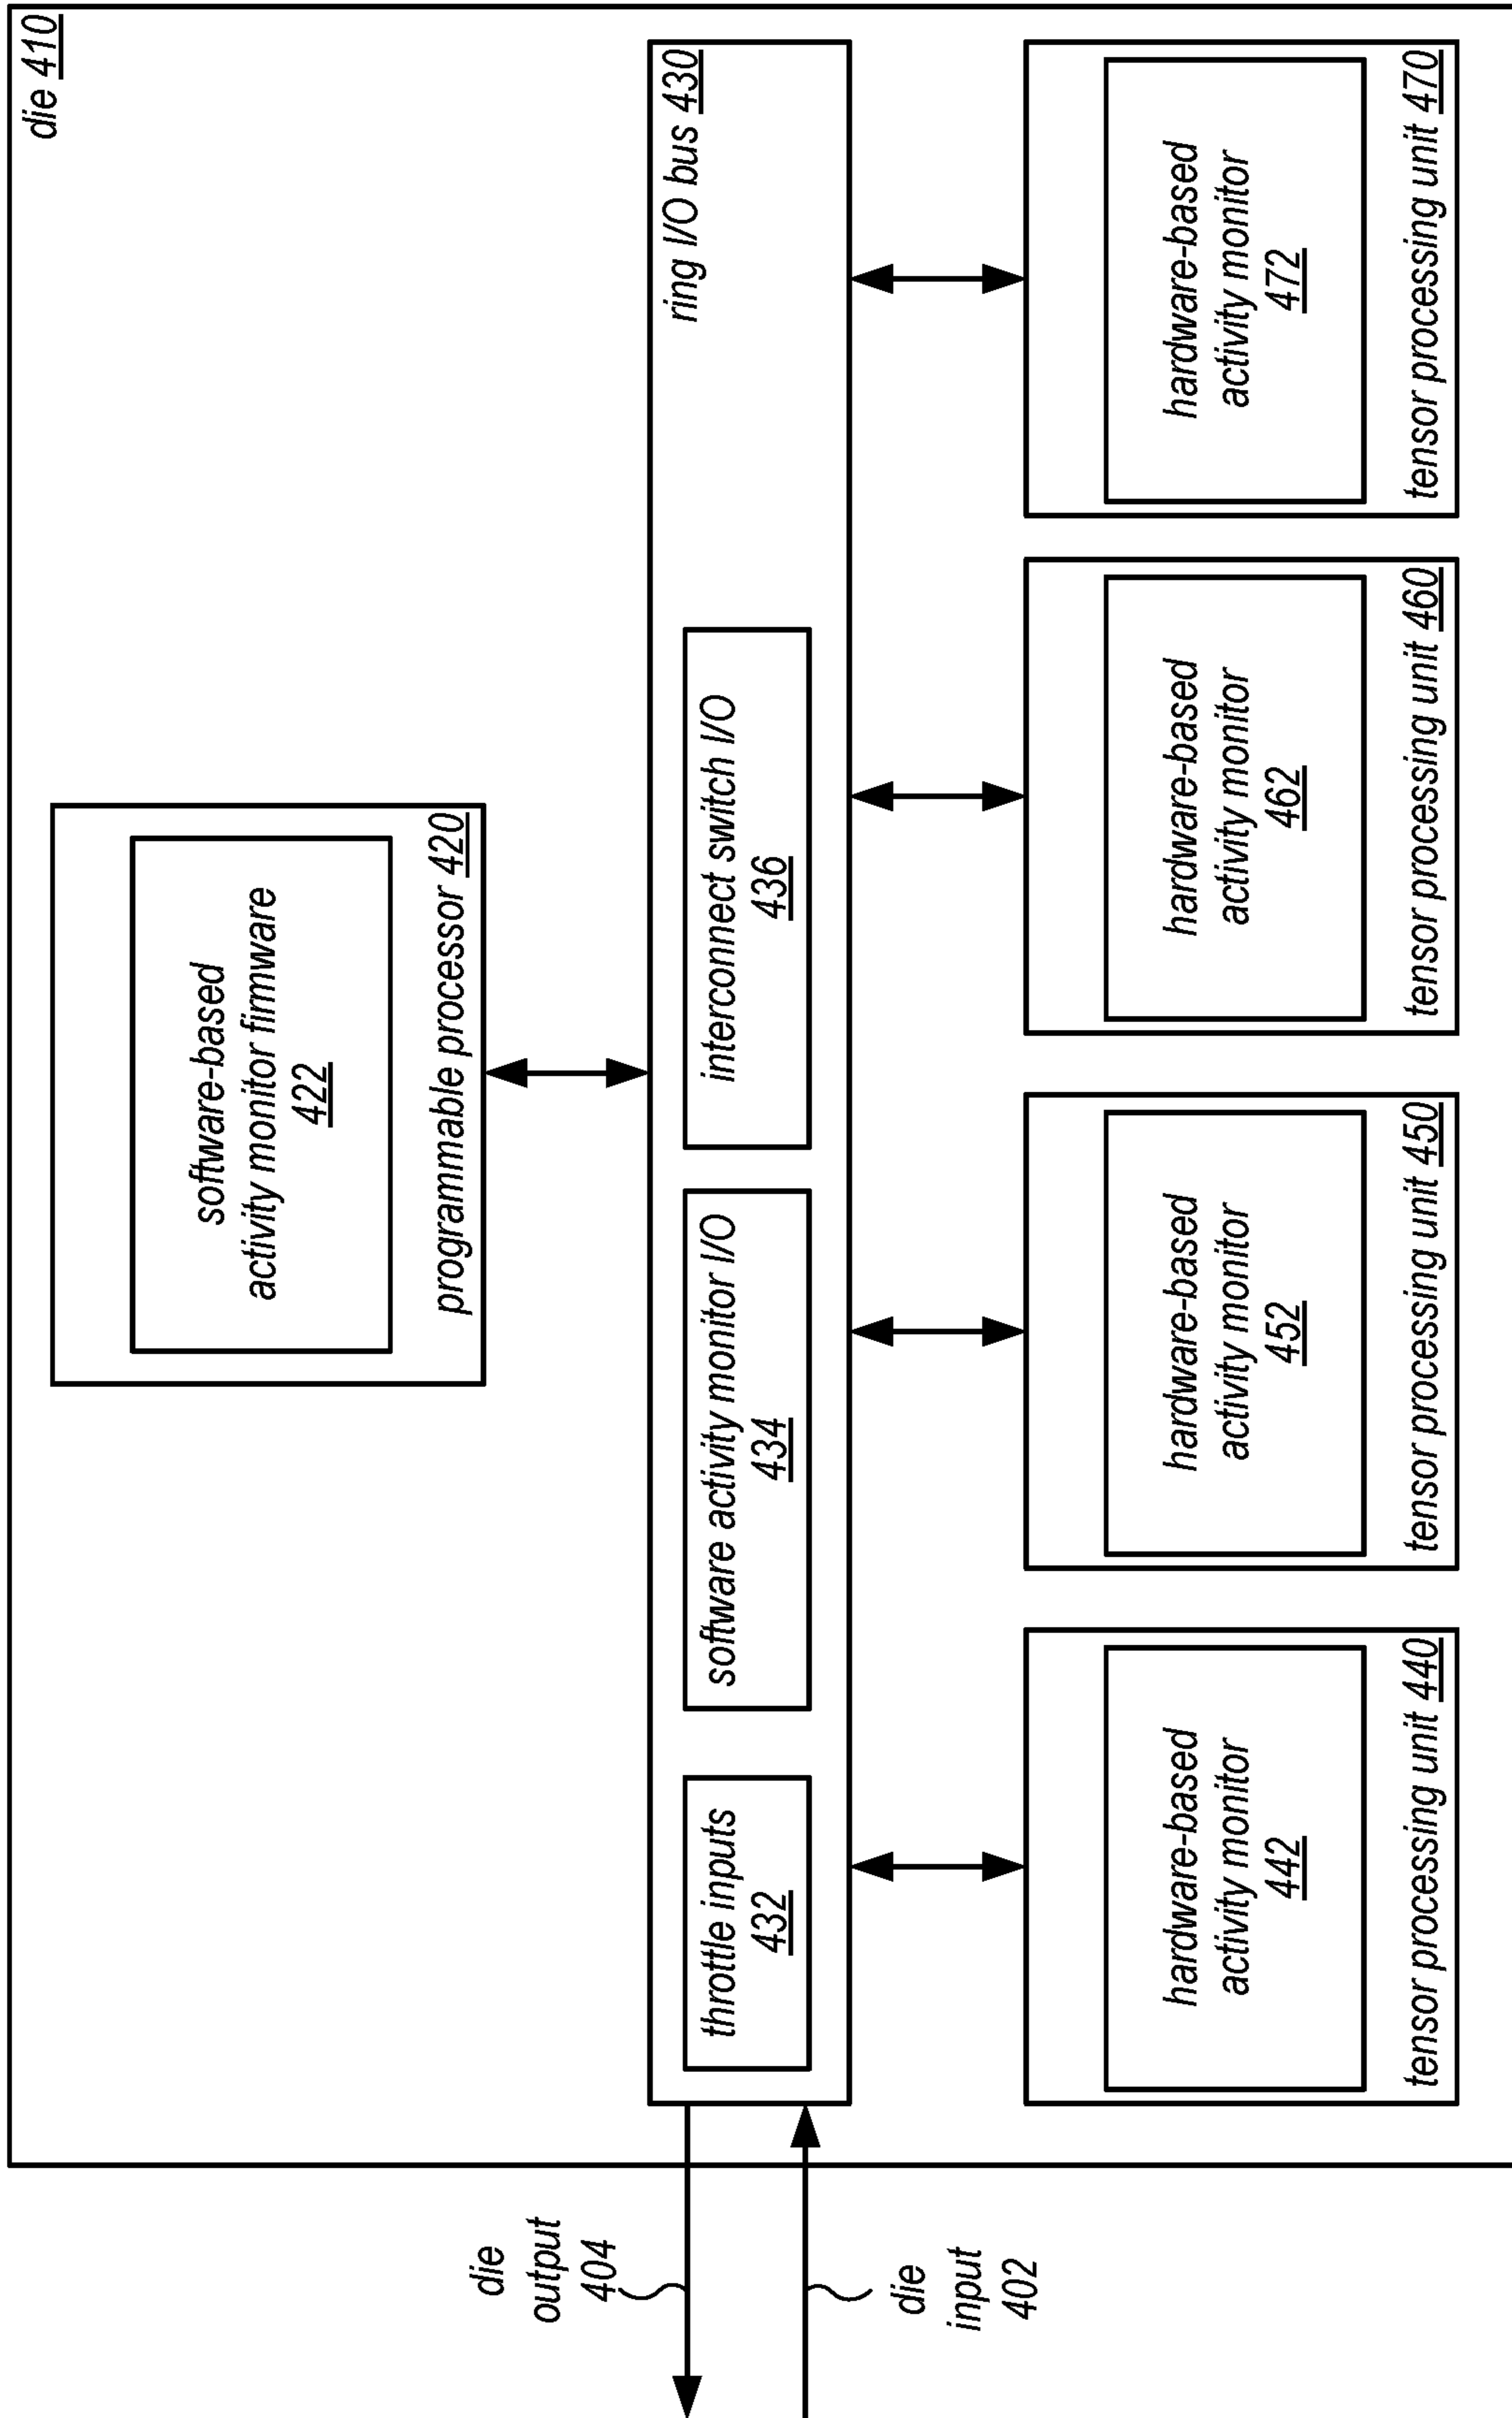 die 410
software-based
activity monitor firmware
422
programmable processor 420
ring I/O bus 430
throttle inputs
432
software activity monitor I/O
434
interconnect switch I/O
436
die
output
404
die
input
402
hardware-based
activity monitor
442
tensor processing unit 440
hardware-based
activity monitor
452
tensor processing unit 450
hardware-based
activity monitor
462
tensor processing unit 460
hardware-based
activity monitor
472
tensor processing unit 470